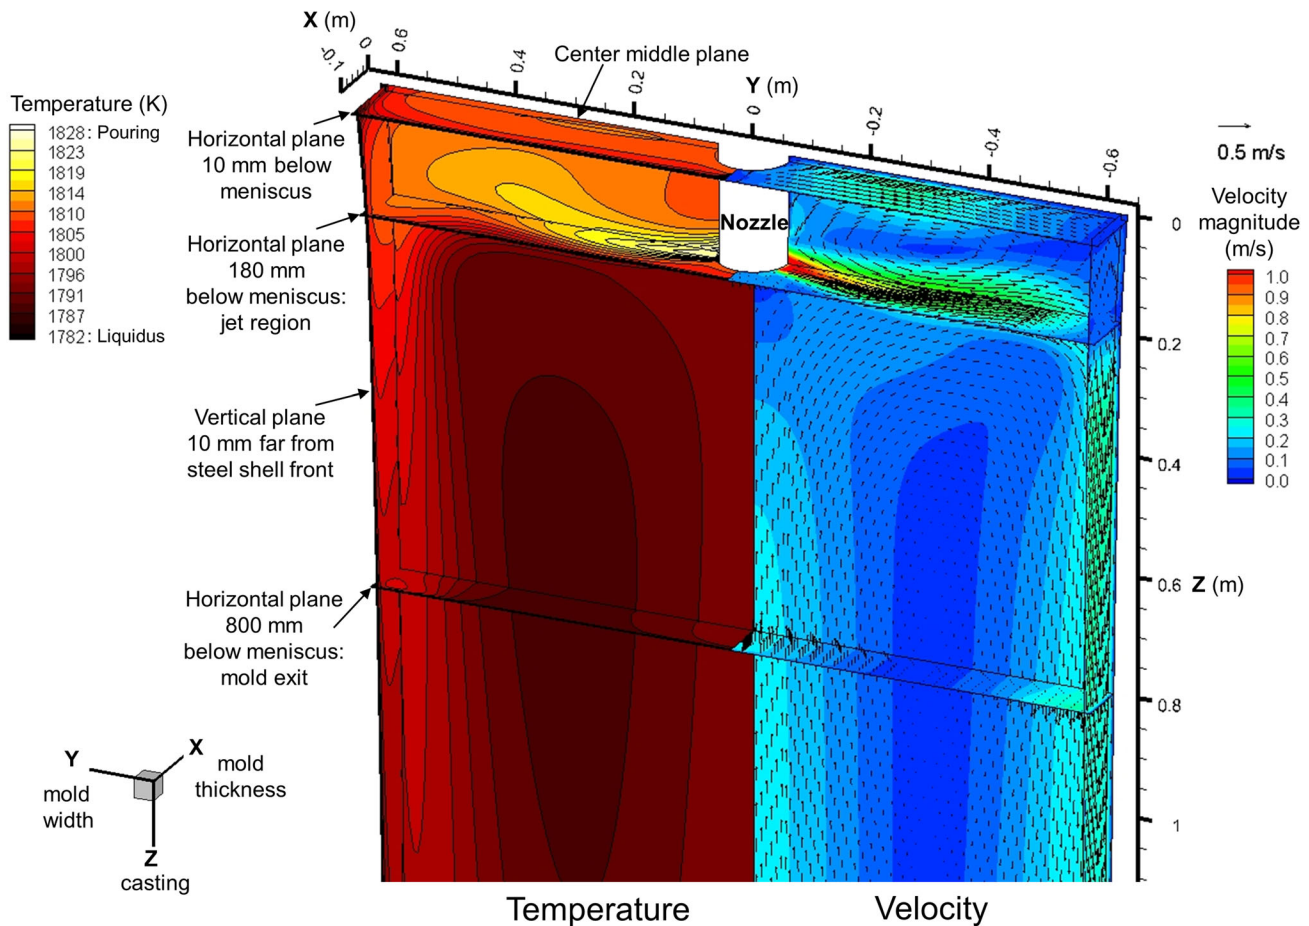 X (m)
-0.1
0
0.6
0.4
0.2
Center middle plane
Y (m)
0
-0.2
-0.4
-0.6
Temperature (K)
1828: Pouring
1823
1819
1814
1810
1805
1800
1796
1791
1787
1782: Liquidus
Horizontal plane
10 mm below
meniscus
Horizontal plane
180 mm
below meniscus:
jet region
Vertical plane
10 mm far from
steel shell front
Horizontal plane
800 mm
below meniscus:
mold exit
Nozzle
0.5 m/s
Velocity
magnitude
(m/s)
1.0
0.9
0.8
0.7
0.6
0.5
0.4
0.3
0.2
0.1
0.0
0
0.2
0.4
0.6
Z (m)
0.8
1
Y
X
mold
thickness
mold
width
Z
casting
Temperature
Velocity